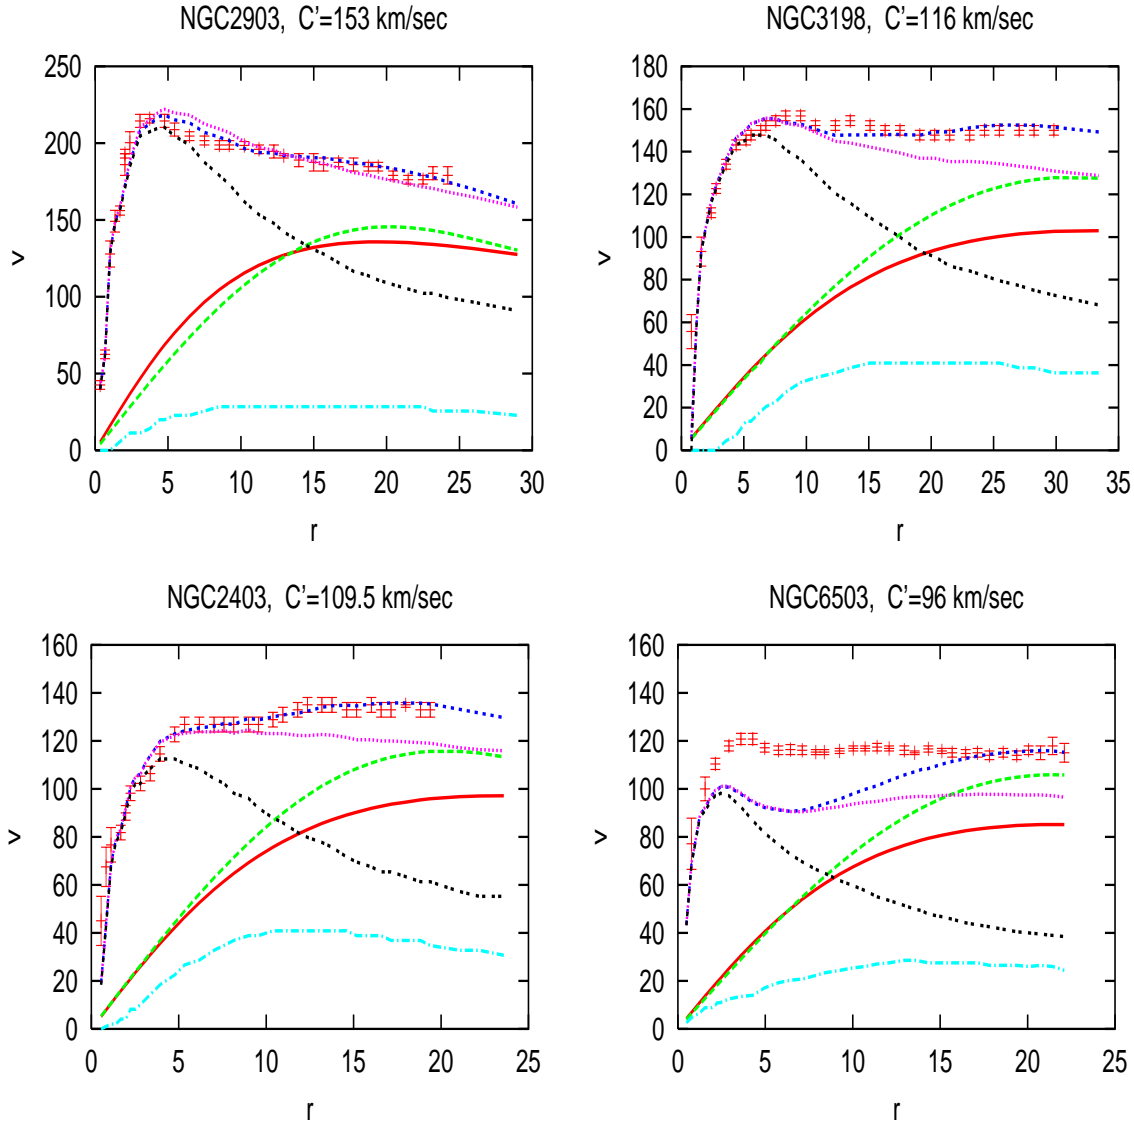 NGC2903, C'=153 km/sec
250
200
150
100
50
0
0 5 10 15 20 25 30
v
r
NGC3198, C'=116 km/sec
180
160
140
120
100
80
60
40
20
0
0 5 10 15 20 25 30 35
v
r
NGC2403, C'=109.5 km/sec
160
140
120
100
80
60
40
20
0
0 5 10 15 20 25
v
r
NGC6503, C'=96 km/sec
160
140
120
100
80
60
40
20
0
0 5 10 15 20 25
v
r